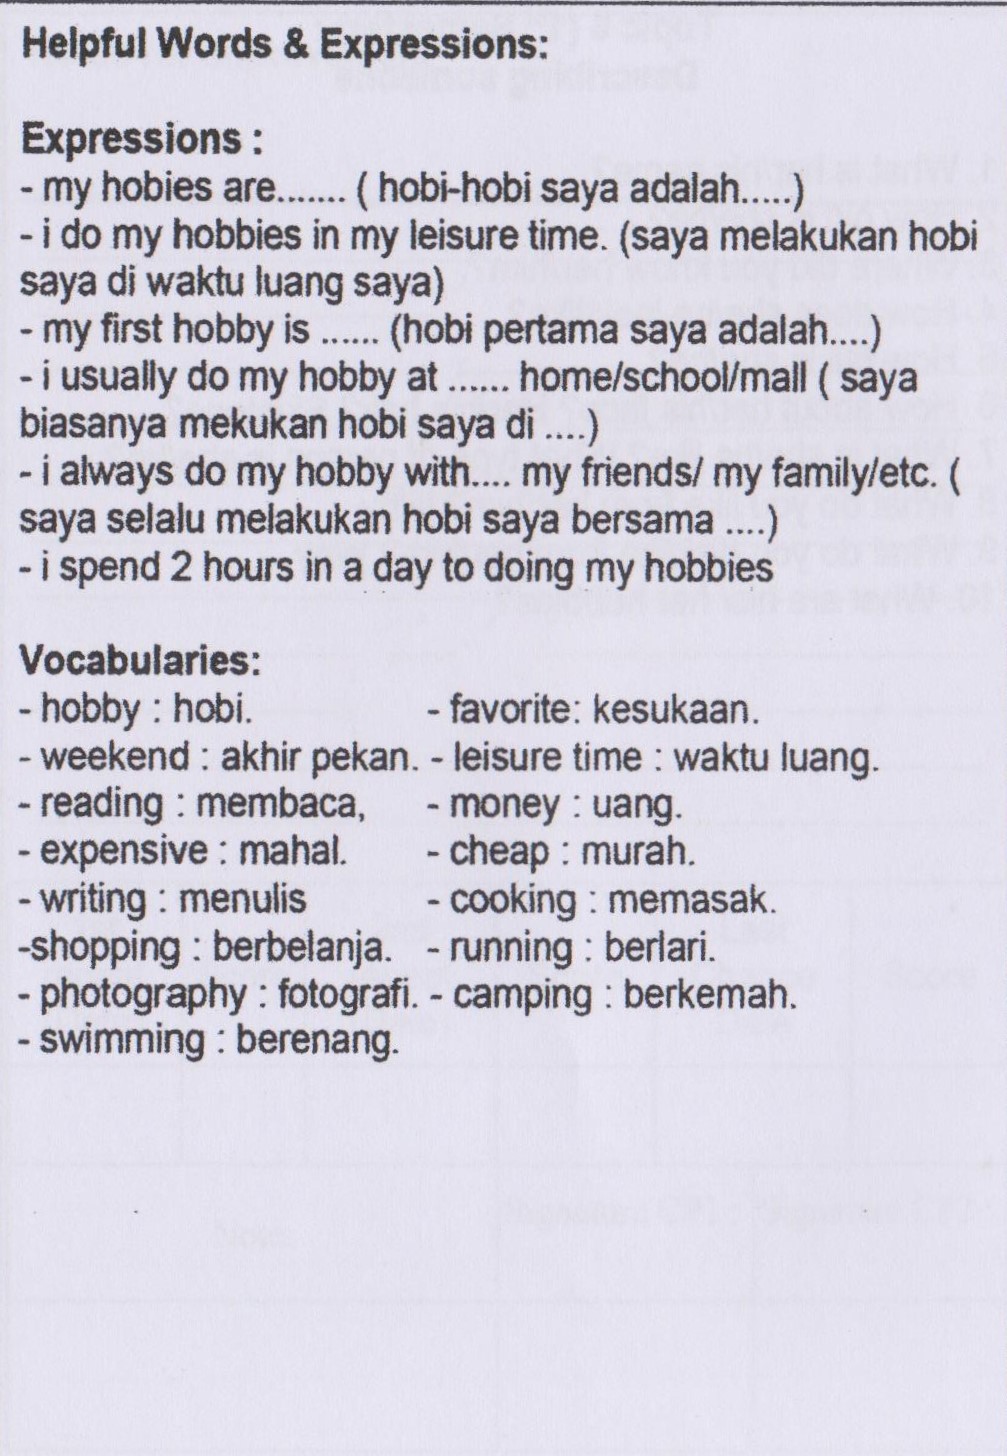 Helpful Words & Expressions:
Expressions :
- my hobies are....... ( hobi-hobi saya adalah.....)
- i do my hobbies in my leisure time. (saya melakukan hobi
saya di waktu luang saya)
- my first hobby is ...... (hobi pertama saya adalah....)
- i usually do my hobby at ...... home/school/mall ( saya
biasanya mekukan hobi saya di ....)
- i always do my hobby with.... my friends/ my family/etc. (
saya selalu melakukan hobi saya bersama ....)
- i spend 2 hours in a day to doing my hobbies
Vocabularies:
- hobby : hobi. - favorite: kesukaan.
- weekend : akhir pekan. - leisure time : waktu luang.
- reading : membaca, - money : uang.
- expensive : mahal. - cheap : murah.
- writing : menulis - cooking : memasak.
-shopping : berbelanja. - running : berlari.
- photography : fotografi. - camping : berkemah.
- swimming : berenang.